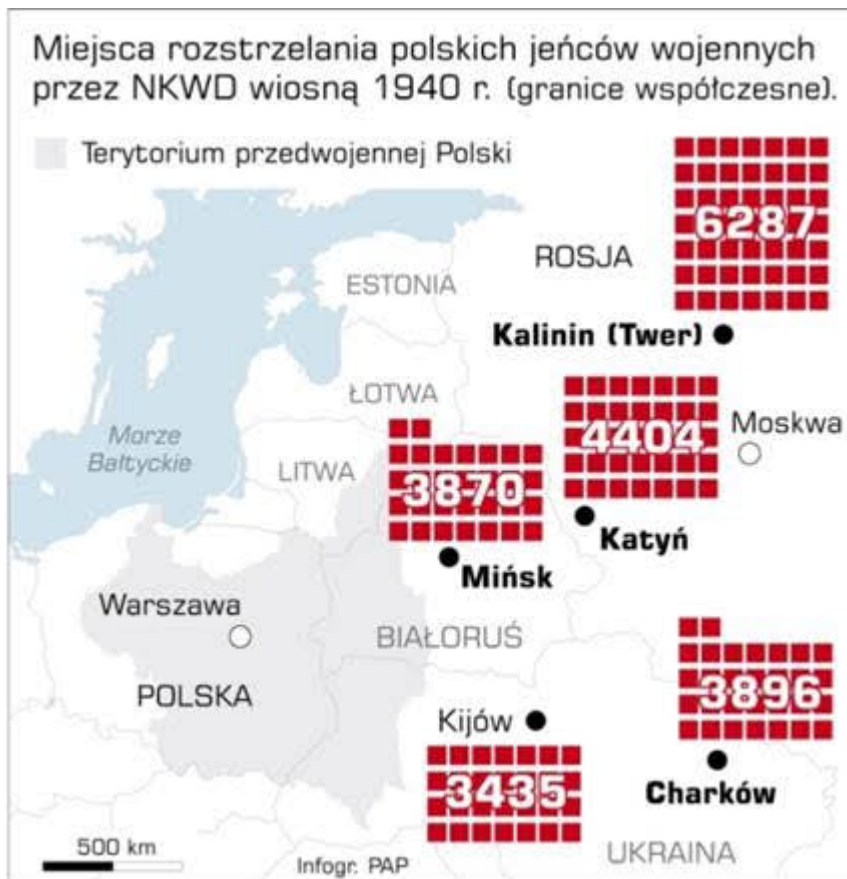 Miejsca rozstrzelania polskich jeńców wojennych
przez NKWD wiosną 1940 r. (granice współczesne).
Terytorium przedwojennej Polski
6287
ROSJA
ESTONIA
Kalinin (Twer)
ŁOTWA
4404
Moskwa
Morze
Bałtyckie
LITWA
3870
Katyń
Mińsk
Warszawa
BIAŁORUŚ
POLSKA
3896
Kijów
3435
Charków
500 km
Infogr. PAP
UKRAINA